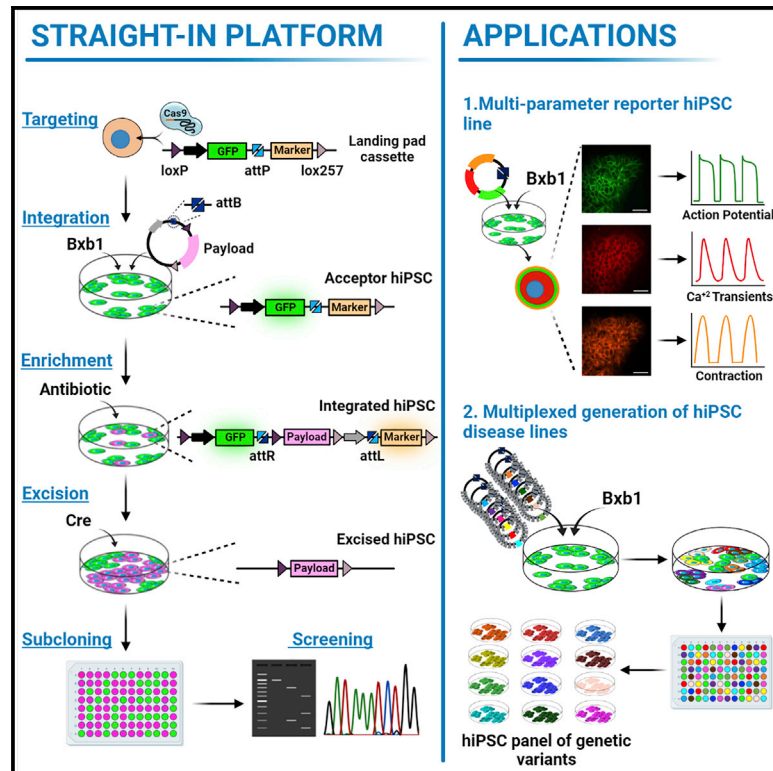 STRAIGHT-IN PLATFORM
Targeting
Cas9
GFP
Marker
loxP
attP
lox257
Landing pad
cassette
Integration
attB
Bxb1
Payload
Acceptor hiPSC
GFP
Marker
Enrichment
Antibiotic
Integrated hiPSC
GFP
Payload
Marker
attR
attL
Excision
Cre
Excised hiPSC
Payload
Subcloning
Screening
APPLICATIONS
1.Multi-parameter reporter hiPSC
line
Bxb1
Action Potential
Ca+2 Transients
Contraction
2. Multiplexed generation of hiPSC
disease lines
Bxb1
hiPSC panel of genetic
variants